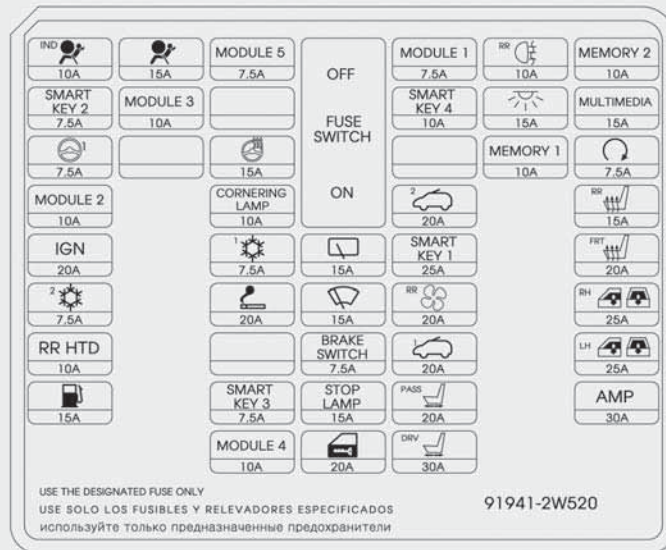 IND
10A
15A
MODULE 5
7.5A
OFF
FUSE
SWITCH
ON
MODULE 1
7.5A
RR
10A
MEMORY 2
10A
SMART
KEY 2
7.5A
MODULE 3
10A
SMART
KEY 4
10A
15A
MULTIMEDIA
15A
1
7.5A
15A
MEMORY 1
10A
7.5A
MODULE 2
10A
CORNERING
LAMP
10A
2
20A
RR
15A
IGN
20A
1
7.5A
15A
SMART
KEY 1
25A
FRT
20A
2
7.5A
20A
15A
RR
20A
RH
25A
RR HTD
10A
BRAKE
SWITCH
7.5A
1
20A
LH
25A
15A
SMART
KEY 3
7.5A
STOP
LAMP
15A
PASS
20A
AMP
30A
MODULE 4
10A
20A
DRV
30A
USE THE DESIGNATED FUSE ONLY
USE SOLO LOS FUSIBLES Y RELEVADORES ESPECIFICADOS
используйте только предназначенные предохранители
91941-2W520